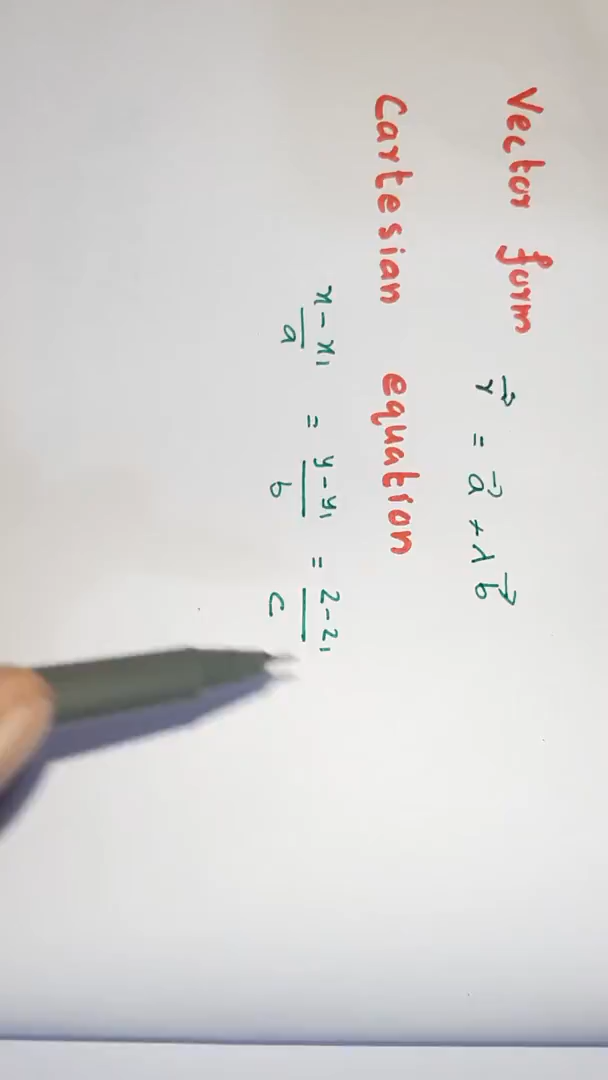 Vector form r⃗ = a⃗ + λb⃗
Cartesian equation
x - x₁ / a = y - y₁ / b = z - z₁ / c